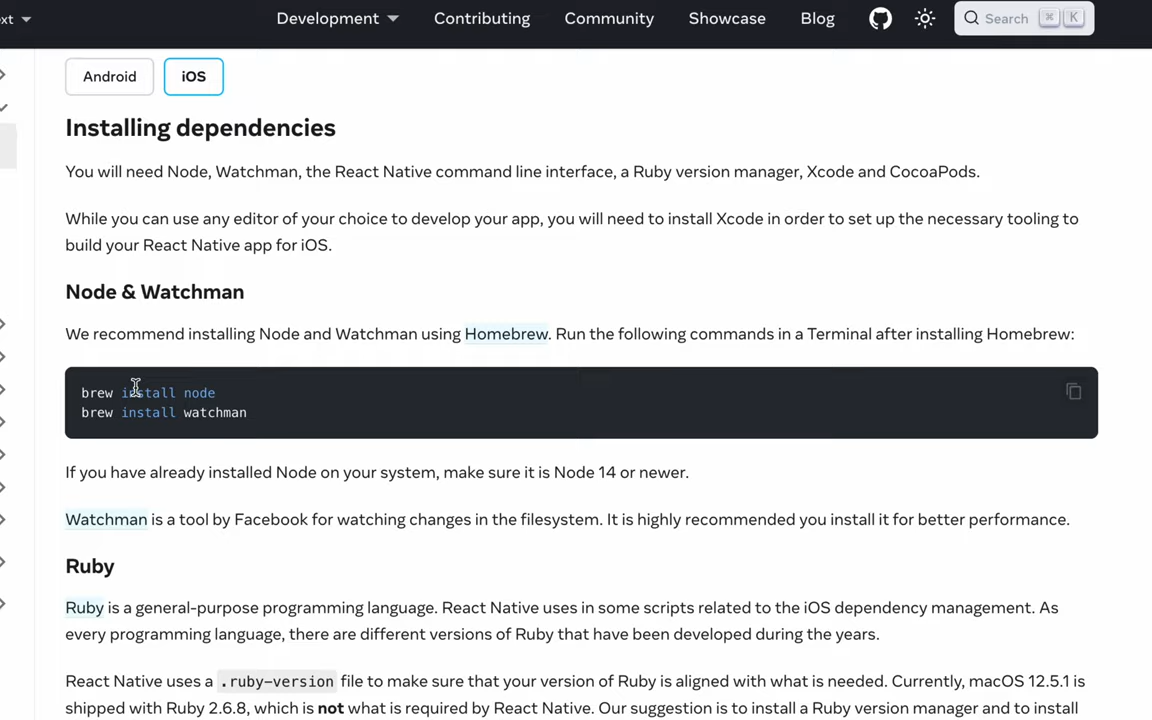 ext
Development
Contributing
Community
Showcase
Blog
Search ⌘ K
Android
iOS
Installing dependencies
You will need Node, Watchman, the React Native command line interface, a Ruby version manager, Xcode and CocoaPods.
While you can use any editor of your choice to develop your app, you will need to install Xcode in order to set up the necessary tooling to
build your React Native app for iOS.
Node & Watchman
We recommend installing Node and Watchman using Homebrew. Run the following commands in a Terminal after installing Homebrew:
brew install node
brew install watchman
If you have already installed Node on your system, make sure it is Node 14 or newer.
Watchman is a tool by Facebook for watching changes in the filesystem. It is highly recommended you install it for better performance.
Ruby
Ruby is a general-purpose programming language. React Native uses in some scripts related to the iOS dependency management. As
every programming language, there are different versions of Ruby that have been developed during the years.
React Native uses a .ruby-version file to make sure that your version of Ruby is aligned with what is needed. Currently, macOS 12.5.1 is
shipped with Ruby 2.6.8, which is not what is required by React Native. Our suggestion is to install a Ruby version manager and to install